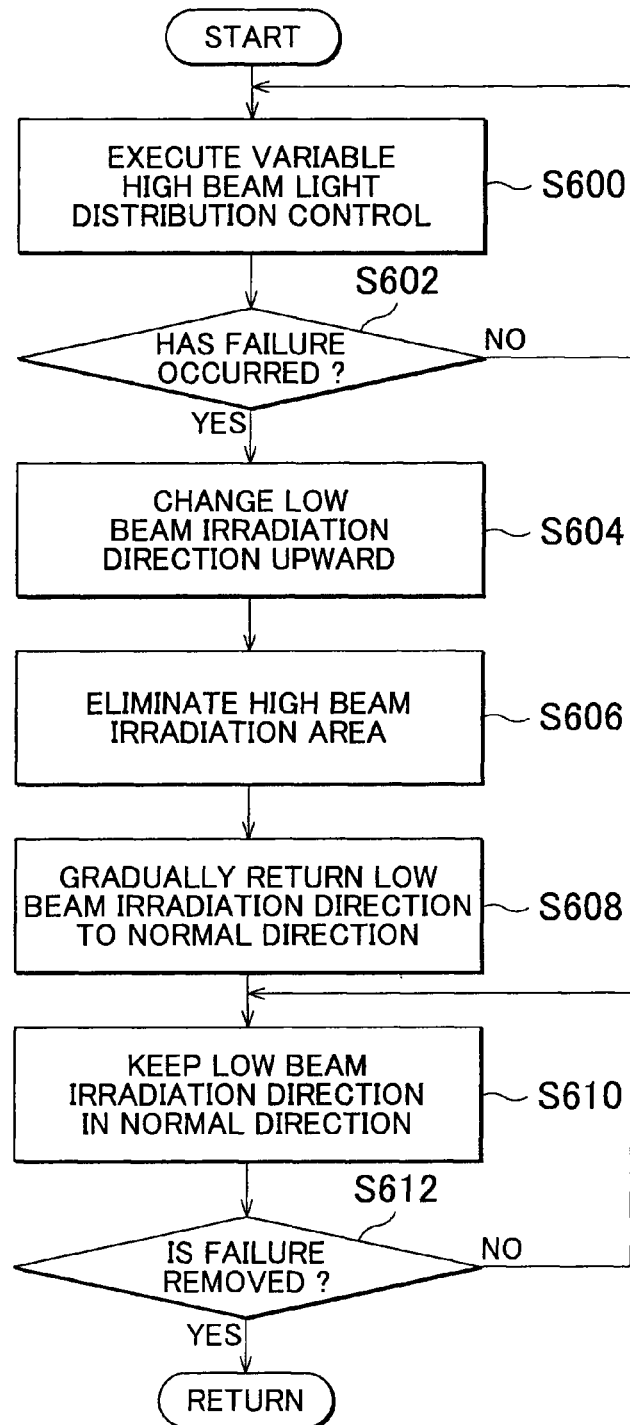 START
EXECUTE VARIABLE
HIGH BEAM LIGHT
DISTRIBUTION CONTROL
S600
S602
HAS FAILURE
OCCURRED ?
NO
YES
CHANGE LOW
BEAM IRRADIATION
DIRECTION UPWARD
S604
ELIMINATE HIGH BEAM
IRRADIATION AREA
S606
GRADUALLY RETURN LOW
BEAM IRRADIATION DIRECTION
TO NORMAL DIRECTION
S608
KEEP LOW BEAM
IRRADIATION DIRECTION
IN NORMAL DIRECTION
S610
S612
IS FAILURE
REMOVED ?
NO
YES
RETURN